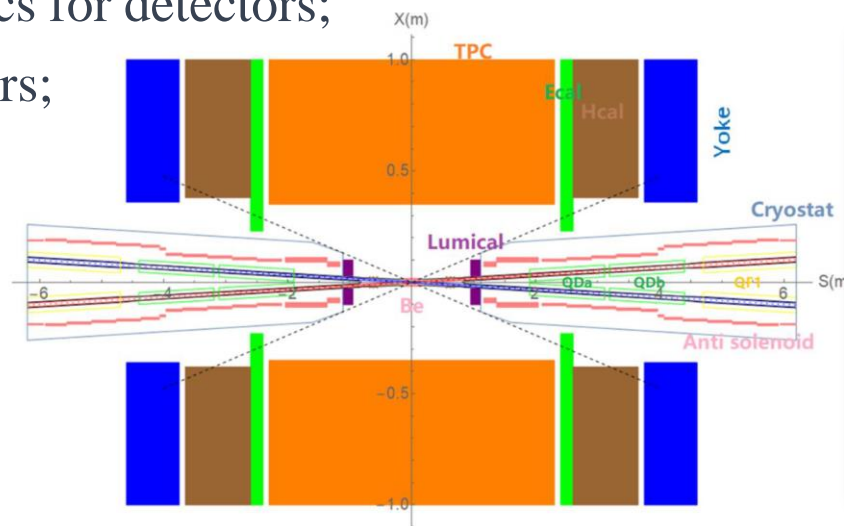 cs for detectors;
rs;
X(m)
TPC
1.0
Ecal
Hcal
Yoke
0.5
Cryostat
Lumical
-6
-4
-2
2
4
6
S(m
QDa
QDb
QF1
Be
Anti solenoid
-0.5
-1.0